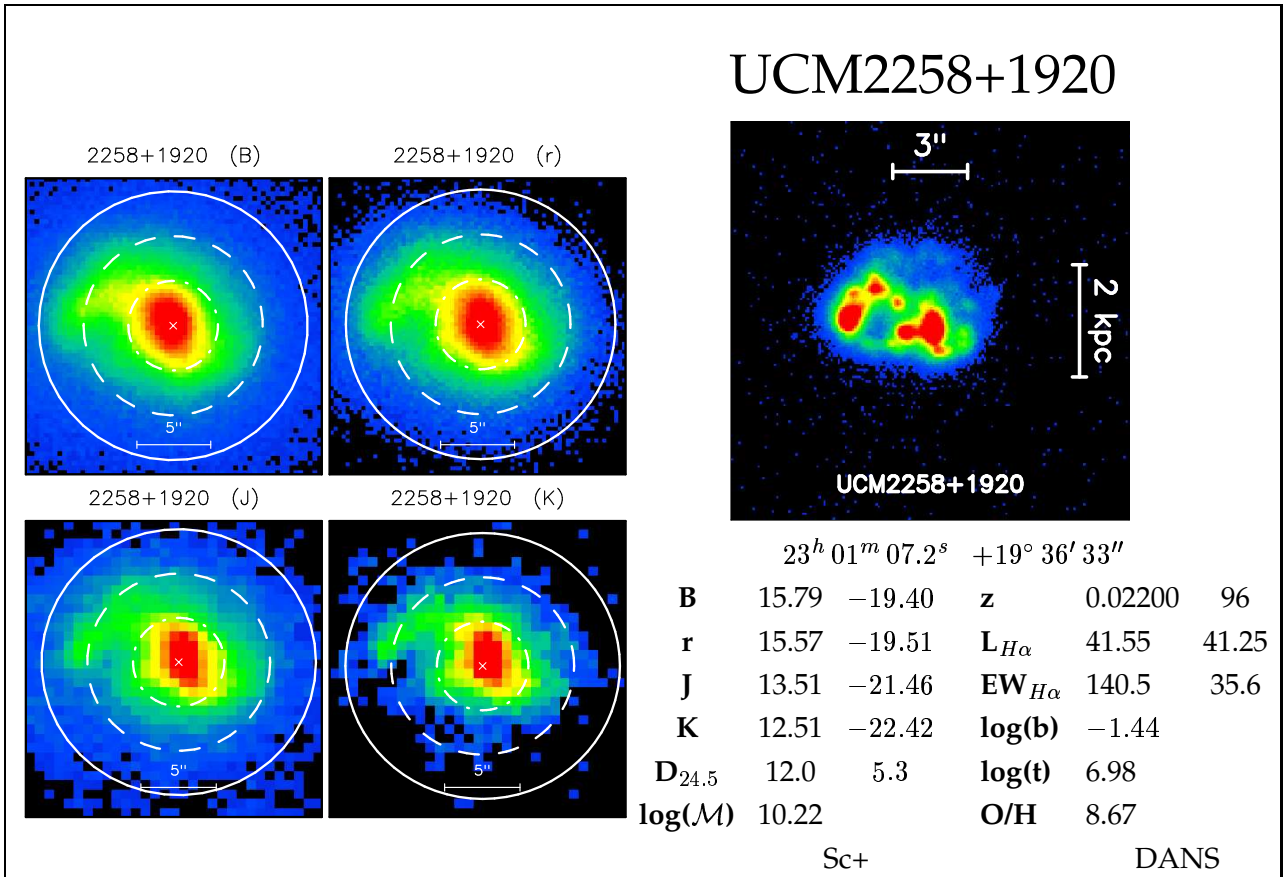 UCM2258+1920
2258+1920 (B)
2258+1920 (r)
5"
5"
2258+1920 (J)
2258+1920 (K)
5"
5"
3"
2 kpc
UCM2258+1920
23h 01m 07.2s +19° 36′ 33″
B 15.79 −19.40 z 0.02200 96
r 15.57 −19.51 LHα 41.55 41.25
J 13.51 −21.46 EWHα 140.5 35.6
K 12.51 −22.42 log(b) −1.44
D24.5 12.0 5.3 log(t) 6.98
log(ℳ) 10.22 O/H 8.67
Sc+ DANS